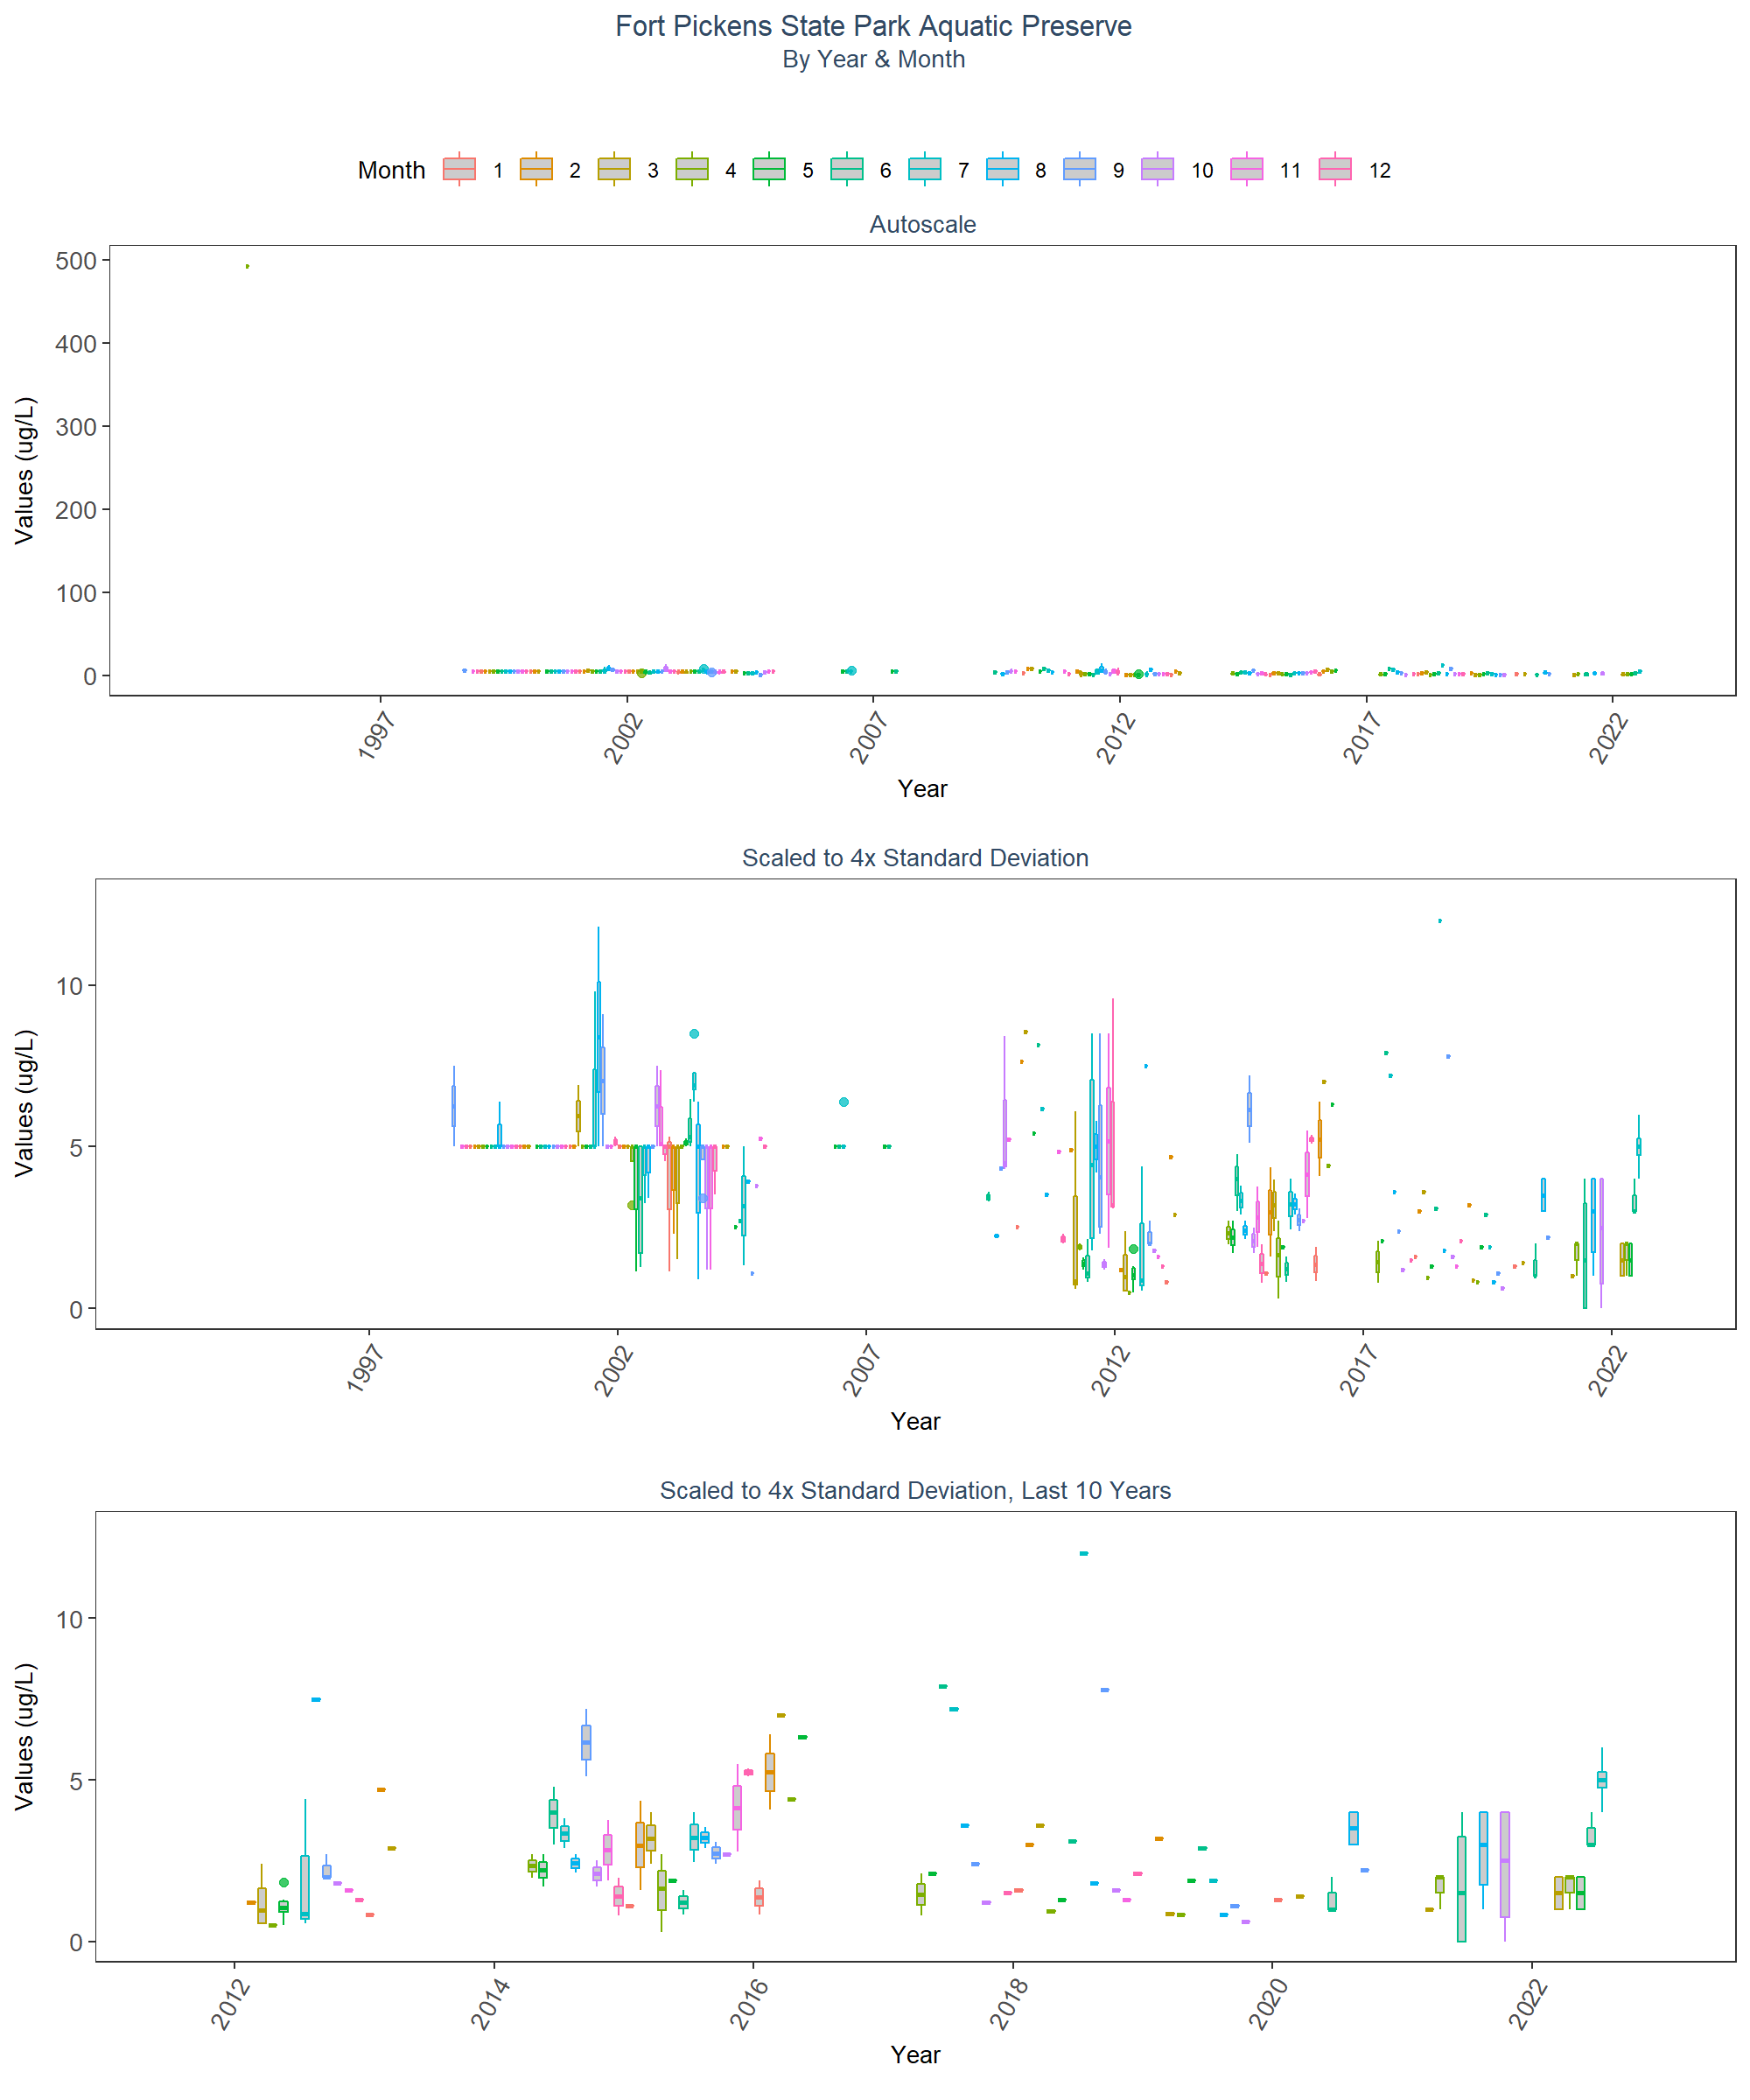 Fort Pickens State Park Aquatic Preserve
By Year & Month
Month 1 2 3 4 5 6 7 8 9 10 11 12
Autoscale
500
400
300
200
100
0
Values (ug/L)
1997 2002 2007 2012 2017 2022
Year
Scaled to 4x Standard Deviation
10
5
0
Values (ug/L)
1997 2002 2007 2012 2017 2022
Year
Scaled to 4x Standard Deviation, Last 10 Years
10
5
0
Values (ug/L)
2012 2014 2016 2018 2020 2022
Year